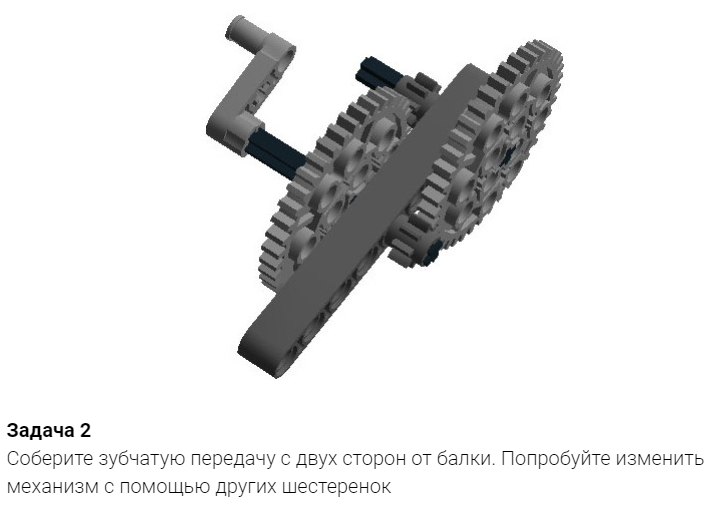 Задача 2
Соберите зубчатую передачу с двух сторон от балки. Попробуйте изменить
механизм с помощью других шестеренок